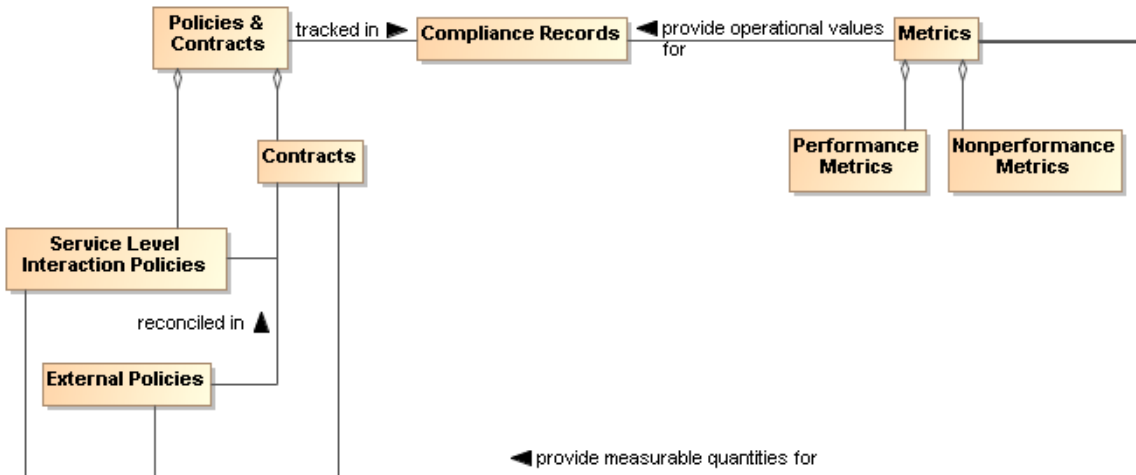 Policies &
Contracts
tracked in
Compliance Records
provide operational values
for
Metrics
Contracts
Performance
Metrics
Nonperformance
Metrics
Service Level
Interaction Policies
reconciled in
External Policies
provide measurable quantities for